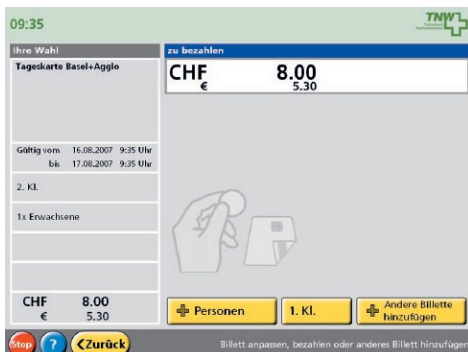 09:35
TNW
Ihre Wahl
zu bezahlen
Tageskarte Basel+Agglo
CHF 8.00
€ 5.30
Gültig vom 16.08.2007 9:35 Uhr
bis 17.08.2007 9:35 Uhr
2. Kl.
1x Erwachsene
CHF 8.00
€ 5.30
Personen
1. Kl.
Andere Billette
hinzufügen
Stop ? Zurück
Billett anpassen, bezahlen oder anderes Billett hinzufügen